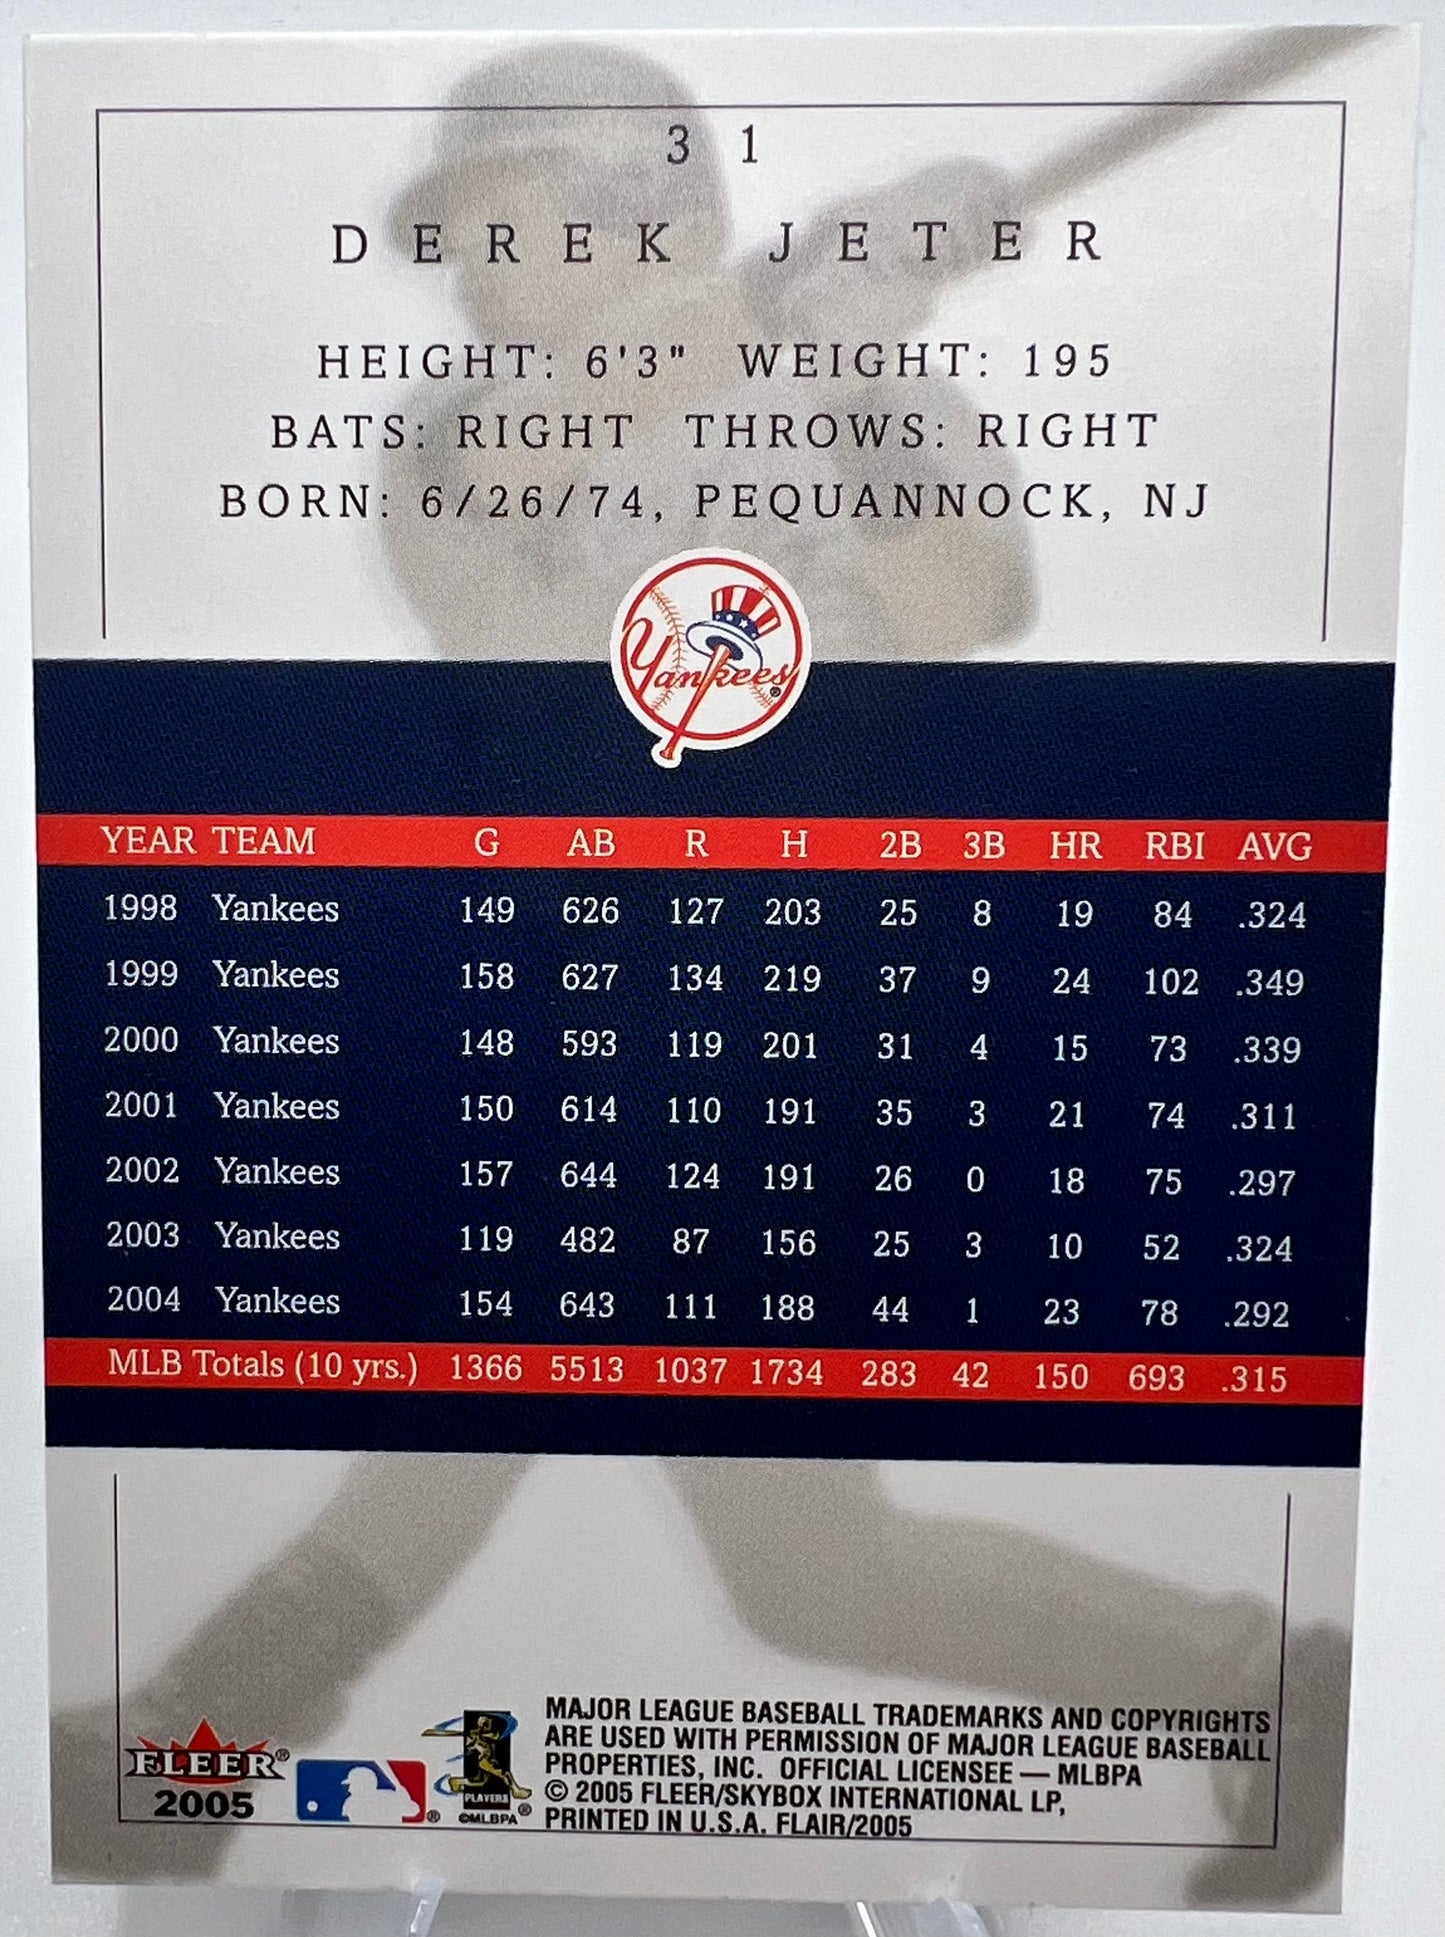 31
DEREK JETER
HEIGHT: 6'3" WEIGHT: 195
BATS: RIGHT THROWS: RIGHT
BORN: 6/26/74, PEQUANNOCK, NJ
Yankees®
YEAR TEAM G AB R H 2B 3B HR RBI AVG
1998 Yankees 149 626 127 203 25 8 19 84 .324
1999 Yankees 158 627 134 219 37 9 24 102 .349
2000 Yankees 148 593 119 201 31 4 15 73 .339
2001 Yankees 150 614 110 191 35 3 21 74 .311
2002 Yankees 157 644 124 191 26 0 18 75 .297
2003 Yankees 119 482 87 156 25 3 10 52 .324
2004 Yankees 154 643 111 188 44 1 23 78 .292
MLB Totals (10 yrs.) 1366 5513 1037 1734 283 42 150 693 .315
FLEER®
2005
®
PLAYERS
©MLBPA®
MAJOR LEAGUE BASEBALL TRADEMARKS AND COPYRIGHTS
ARE USED WITH PERMISSION OF MAJOR LEAGUE BASEBALL
PROPERTIES, INC. OFFICIAL LICENSEE — MLBPA
© 2005 FLEER/SKYBOX INTERNATIONAL LP,
PRINTED IN U.S.A. FLAIR/2005